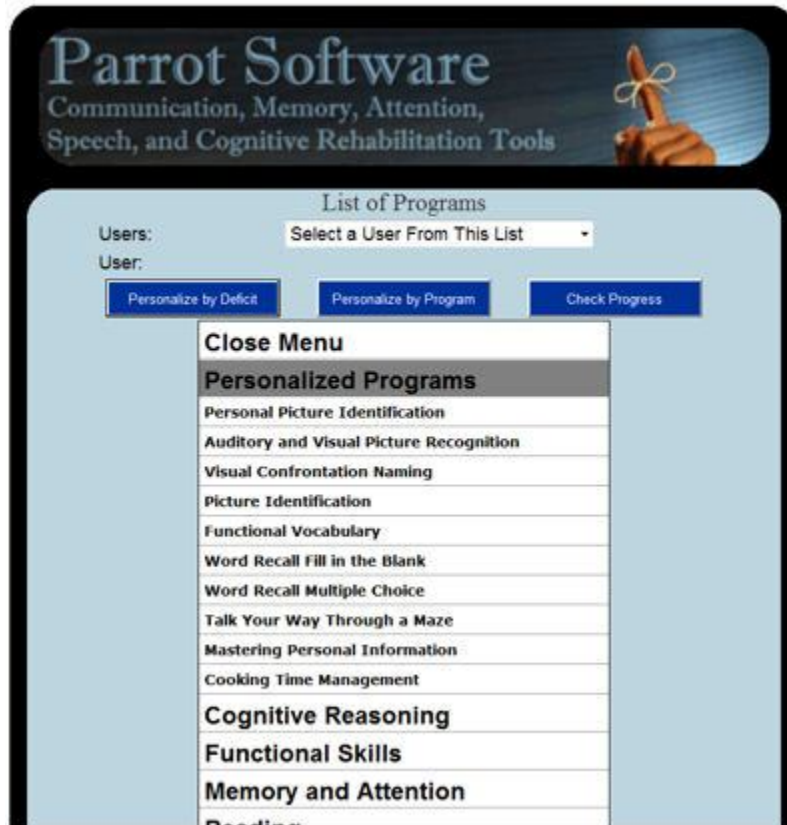 Parrot Software
Communication, Memory, Attention,
Speech, and Cognitive Rehabilitation Tools
List of Programs
Users: Select a User From This List
User:
Personalize by Deficit Personalize by Program Check Progress
Close Menu
Personalized Programs
Personal Picture Identification
Auditory and Visual Picture Recognition
Visual Confrontation Naming
Picture Identification
Functional Vocabulary
Word Recall Fill in the Blank
Word Recall Multiple Choice
Talk Your Way Through a Maze
Mastering Personal Information
Cooking Time Management
Cognitive Reasoning
Functional Skills
Memory and Attention
Reading